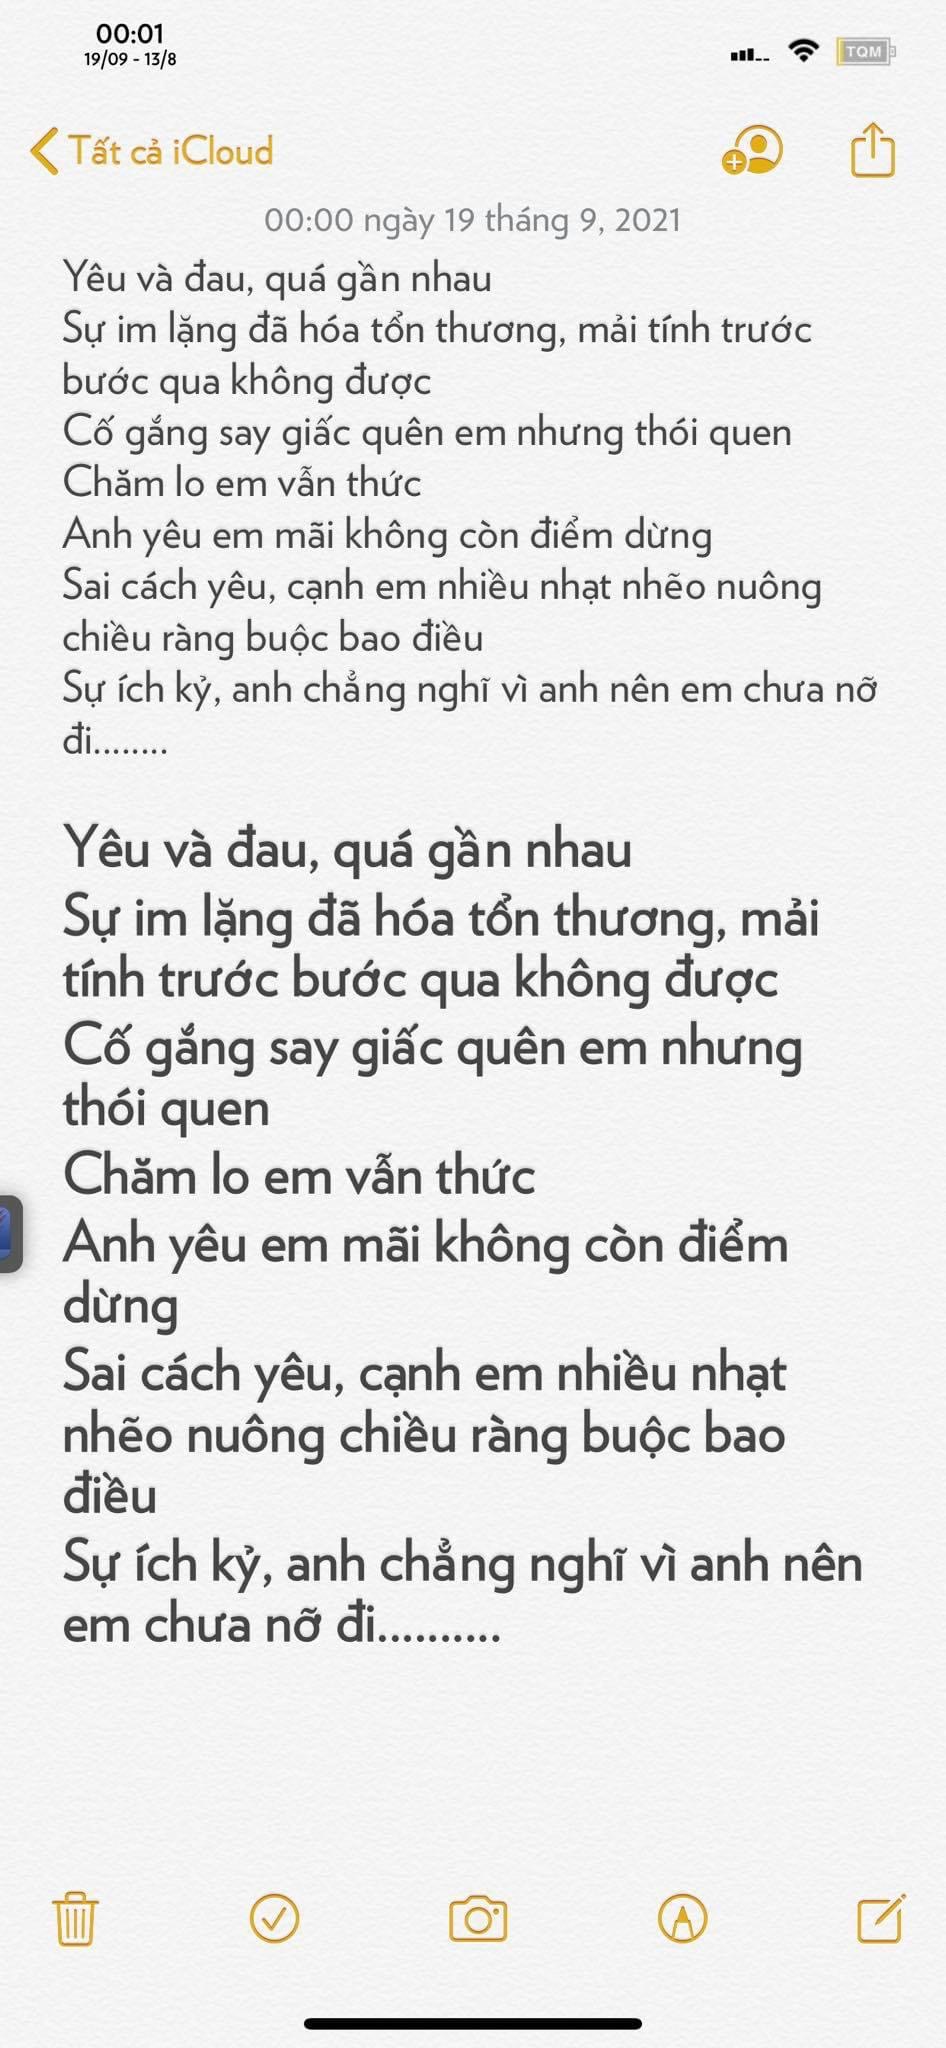 00:01
19/09 - 13/8
TQM
Tất cả iCloud
00:00 ngày 19 tháng 9, 2021
Yêu và đau, quá gần nhau
Sự im lặng đã hóa tổn thương, mải tính trước
bước qua không được
Cố gắng say giấc quên em nhưng thói quen
Chăm lo em vẫn thức
Anh yêu em mãi không còn điểm dừng
Sai cách yêu, cạnh em nhiều nhạt nhẽo nuông
chiều ràng buộc bao điều
Sự ích kỷ, anh chẳng nghĩ vì anh nên em chưa nỡ
đi........
Yêu và đau, quá gần nhau
Sự im lặng đã hóa tổn thương, mải
tính trước bước qua không được
Cố gắng say giấc quên em nhưng
thói quen
Chăm lo em vẫn thức
Anh yêu em mãi không còn điểm
dừng
Sai cách yêu, cạnh em nhiều nhạt
nhẽo nuông chiều ràng buộc bao
điều
Sự ích kỷ, anh chẳng nghĩ vì anh nên
em chưa nỡ đi..........